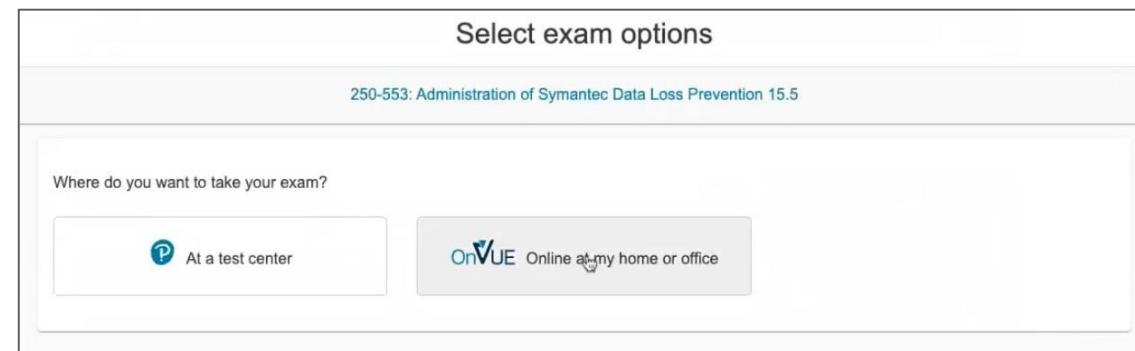 Select exam options
250-553: Administration of Symantec Data Loss Prevention 15.5
Where do you want to take your exam?
At a test center
OnVUE Online at my home or office